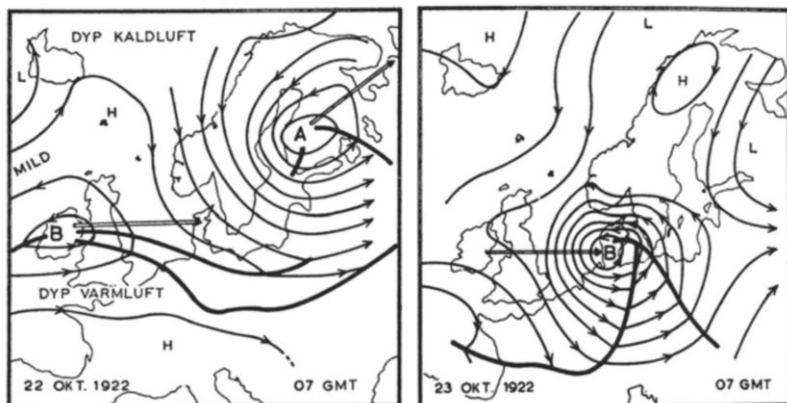 DYP KALDLUFT
L
H
A
MILD
B
DYP VARMLUFT
H
22 OKT. 1922 07 GMT
H
L
H
L
B
23 OKT. 1922 07 GMT